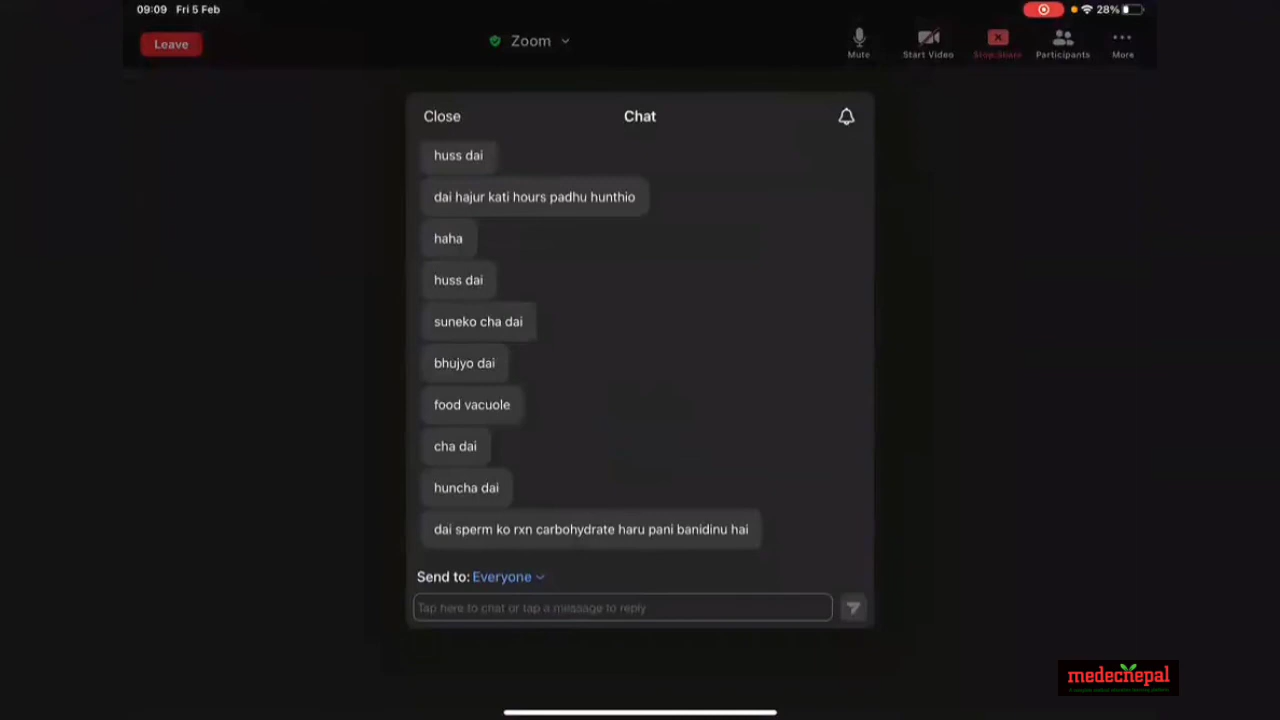 09:09 Fri 5 Feb
28%
Leave
Zoom
Mute
Start Video
Stop Share
Participants
More
Close
Chat
huss dai
dai hajur kati hours padhu hunthio
haha
huss dai
suneko cha dai
bhujyo dai
food vacuole
cha dai
huncha dai
dai sperm ko rxn carbohydrate haru pani banidinu hai
Send to: Everyone
Tap here to chat or tap a message to reply
medecnepal